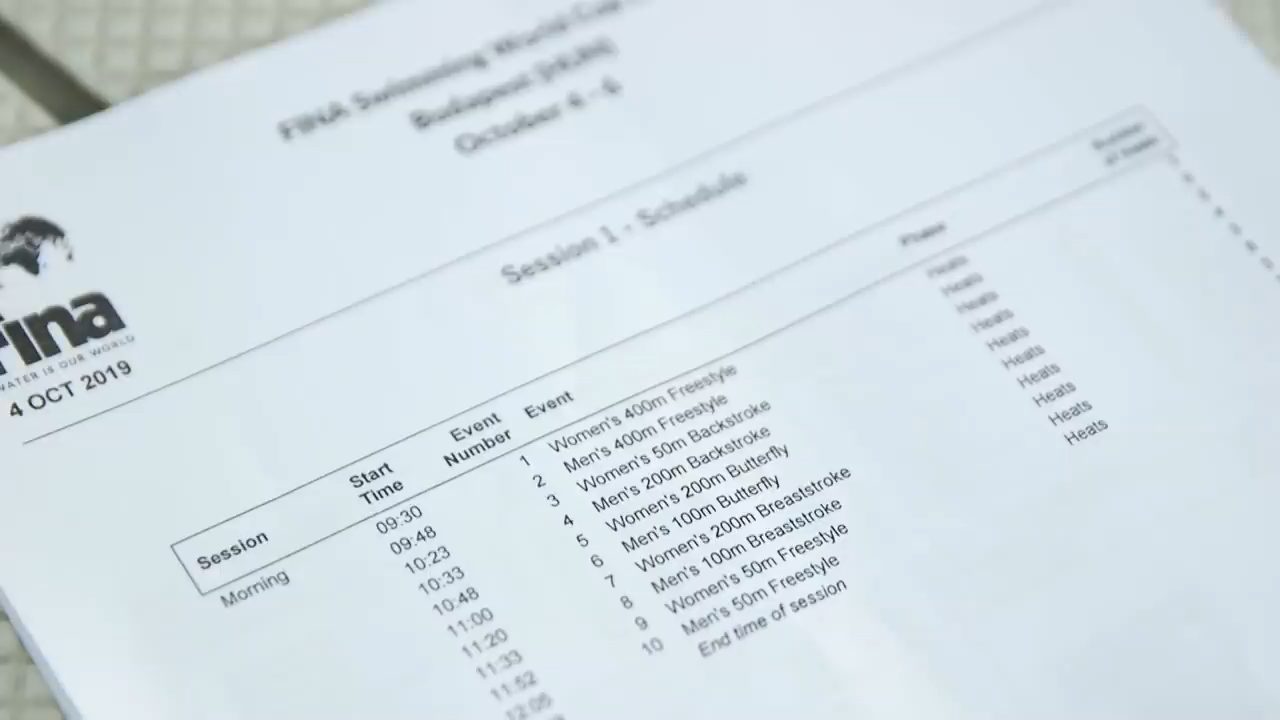 FINA Swimming World Cup
Budapest (HUN)
October 4 - 6
fina
WATER IS OUR WORLD
4 OCT 2019
Session 1 - Schedule
Session Start Time Event Number Event Phase Number of Heats
Morning 09:30 1 Women's 400m Freestyle Heats
09:48 2 Men's 400m Freestyle Heats
10:23 3 Women's 50m Backstroke Heats
10:33 4 Men's 200m Backstroke Heats
10:48 5 Women's 200m Butterfly Heats
11:00 6 Men's 100m Butterfly Heats
11:20 7 Women's 200m Breaststroke Heats
11:33 8 Men's 100m Breaststroke Heats
11:52 9 Women's 50m Freestyle Heats
12:05 10 Men's 50m Freestyle Heats
End time of session